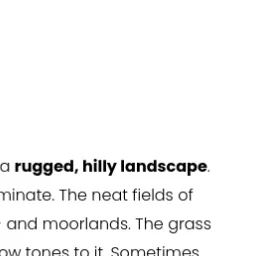 a rugged, hilly landscape.
minate. The neat fields of
and moorlands. The grass
ow tones to it. Sometimes